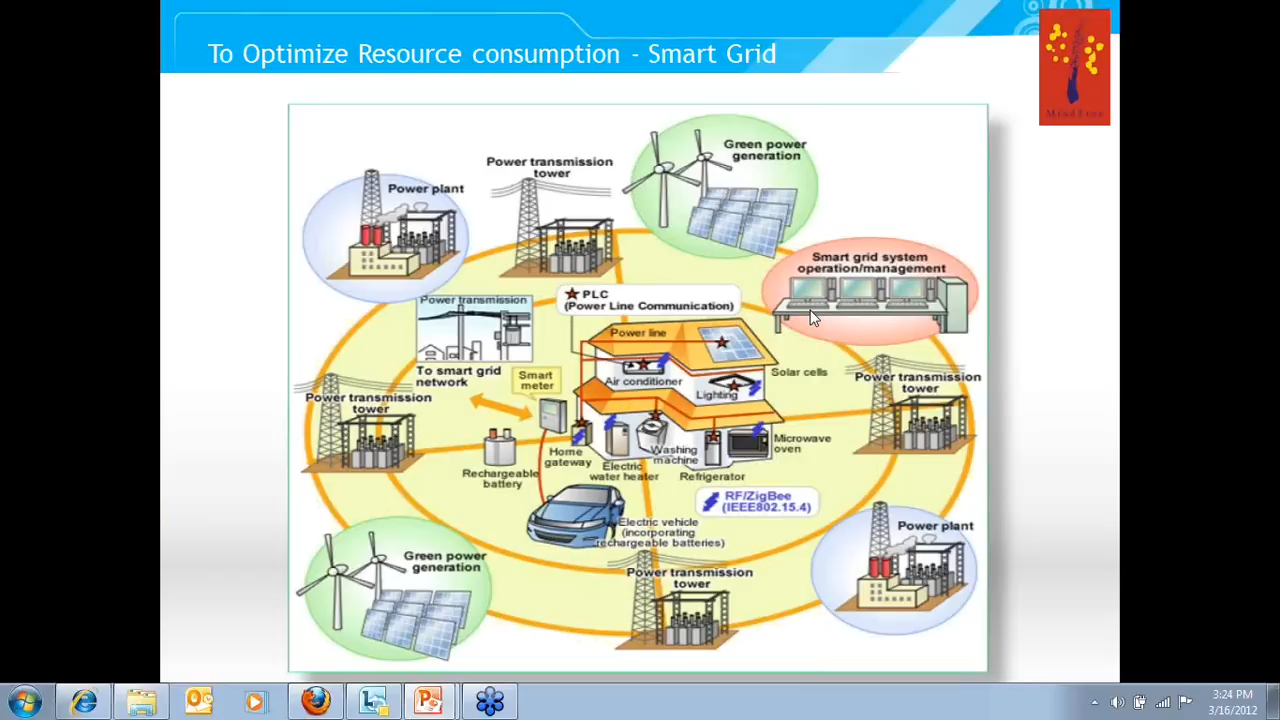 To Optimize Resource consumption - Smart Grid
Green power
generation
Power transmission
tower
Power plant
Smart grid system
operation/management
PLC
(Power Line Communication)
Power transmission
Power line
Solar cells
Air conditioner
Lighting
To smart grid
network
Smart
meter
Power transmission
tower
Power transmission
tower
Home
gateway
Electric
water heater
Washing
machine
Refrigerator
Microwave
oven
Rechargeable
battery
RF/ZigBee
(IEEE802.15.4)
Electric vehicle
(incorporating
rechargeable batteries)
Power plant
Green power
generation
Power transmission
tower
3:24 PM
3/16/2012